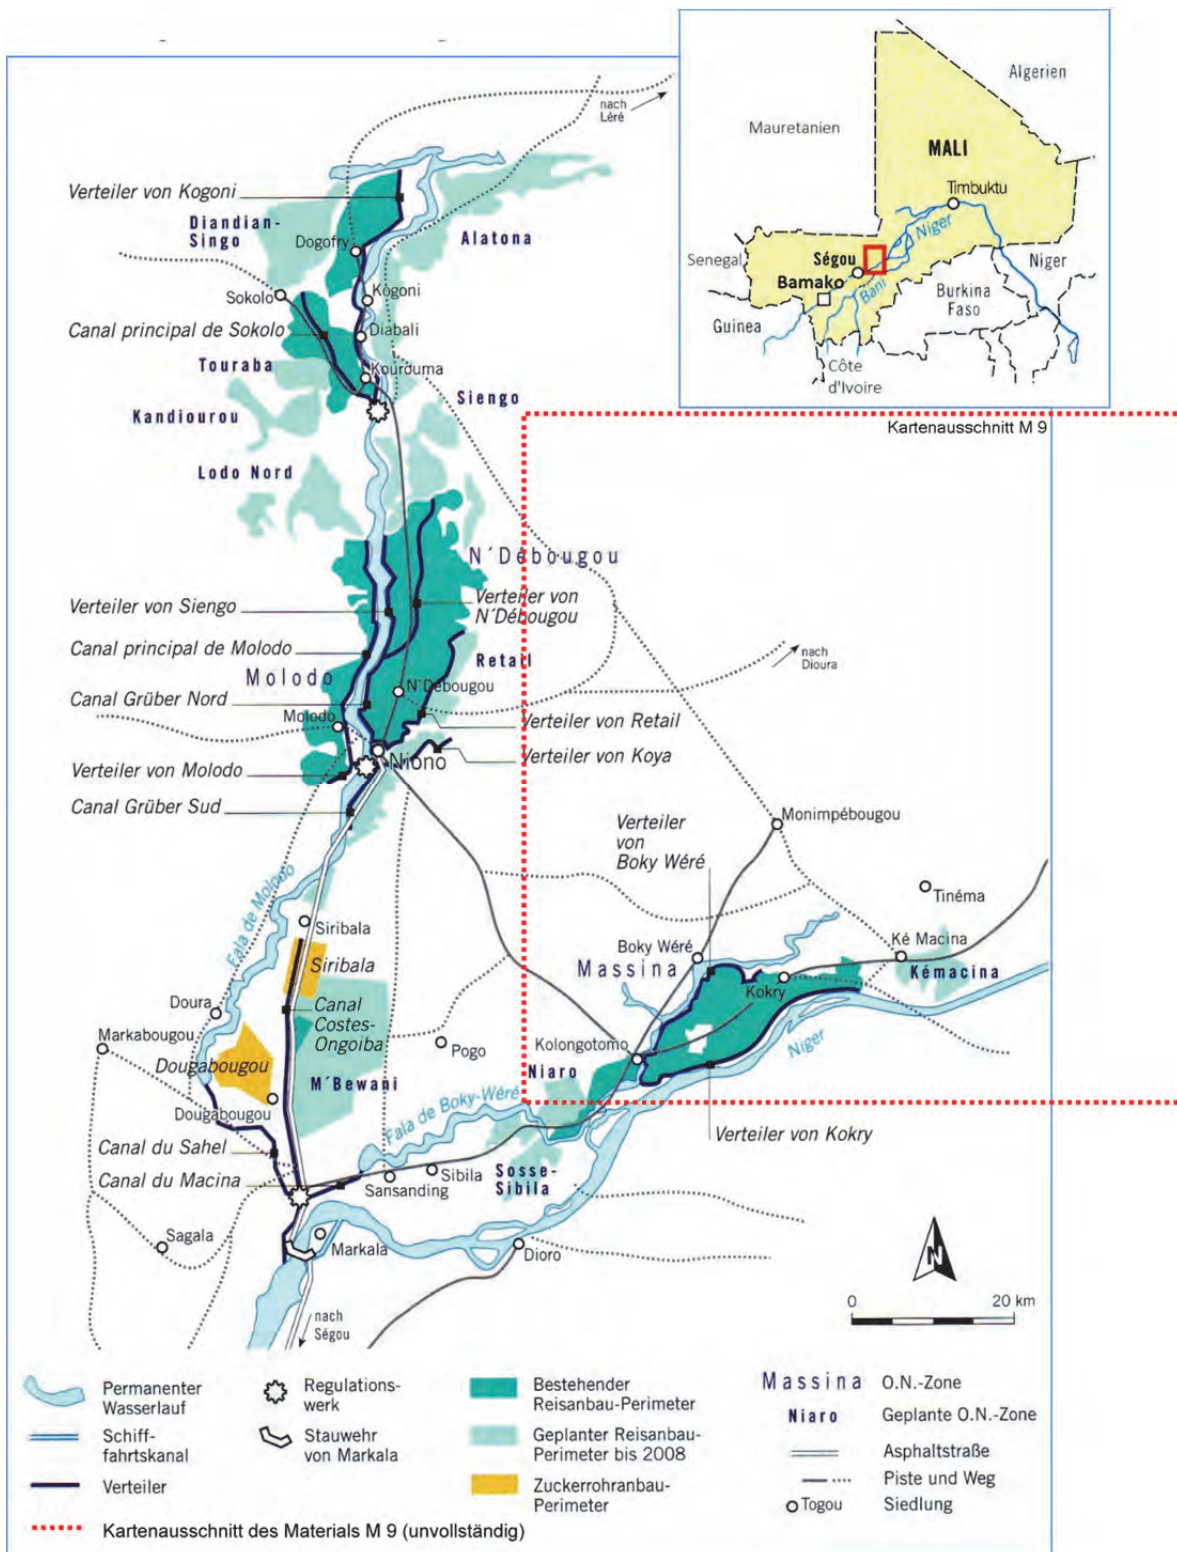 Algerien
Mauretanien
MALI
Timbuktu
Niger
Senegal
Ségou
Bamako
Bani
Niger
Burkina
Faso
Guinea
Côte
d'Ivoire
nach
Léré
Verteiler von Kogoni
Diandian-
Singo
Dogofry
Alatona
Sokolo
Kogoni
Canal principal de Sokolo
Diabali
Touraba
Kourouma
Siengo
Kandiourou
Kartenausschnitt M 9
Lodo Nord
N´Débougou
Verteiler von Siengo
Verteiler von
N´Débougou
Canal principal de Molodo
Retail
nach
Dioura
Molodo
N´Débougou
Canal Grüber Nord
Molodo
Verteiler von Retail
Niono
Verteiler von Koya
Verteiler von Molodo
Canal Grüber Sud
Monimpébougou
Verteiler
von
Boky Wéré
Fala de Molodo
Tinéma
Siribala
Siribala
Boky Wéré
Ké Macina
Massina
Kémacina
Kokry
Doura
Canal
Costes-
Ongoiba
Markabougou
Pogo
Kolongotomo
Niger
Dougabougou
Niaro
M´Bewani
Dougabougou
Fala de Boky-Wéré
Canal du Sahel
Verteiler von Kokry
Canal du Macina
Sansanding
Sibila
Sosse-
Sibila
Sagala
Markala
Dioro
N
0 20 km
nach
Ségou
Permanenter
Wasserlauf
Schiff-
fahrtskanal
Verteiler
Regulations-
werk
Stauwehr
von Markala
Bestehender
Reisanbau-Perimeter
Geplanter Reisanbau-
Perimeter bis 2008
Zuckerrohranbau-
Perimeter
Massina O.N.-Zone
Niaro Geplante O.N.-Zone
Asphaltstraße
Piste und Weg
Togou Siedlung
Kartenausschnitt des Materials M 9 (unvollständig)